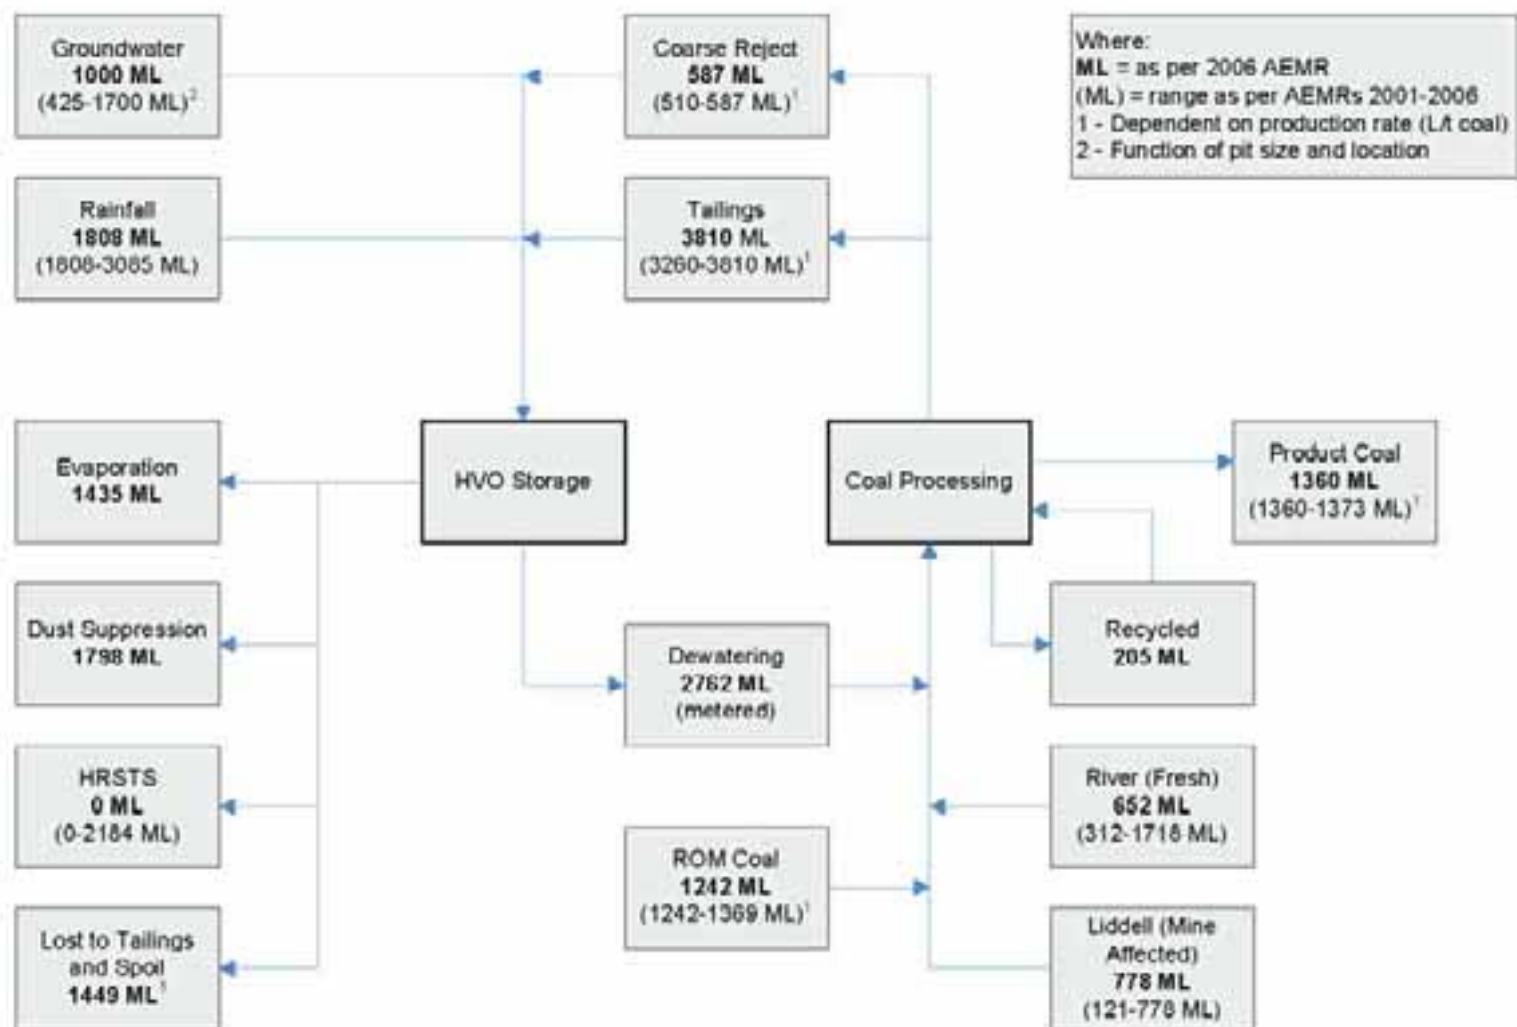 Groundwater
1000 ML
(425-1700 ML)²
Coarse Reject
587 ML
(510-587 ML)¹
Where:
ML = as per 2006 AEMR
(ML) = range as per AEMRs 2001-2006
1 - Dependent on production rate (L/t coal)
2 - Function of pit size and location
Rainfall
1808 ML
(1808-3085 ML)
Tailings
3810 ML
(3260-3810 ML)¹
Evaporation
1435 ML
HVO Storage
Coal Processing
Product Coal
1360 ML
(1360-1373 ML)¹
Dust Suppression
1798 ML
Dewatering
2762 ML
(metered)
Recycled
205 ML
HRSTS
0 ML
(0-2184 ML)
River (Fresh)
652 ML
(312-1718 ML)
ROM Coal
1242 ML
(1242-1369 ML)¹
Lost to Tailings
and Spoil
1449 ML¹
Liddell (Mine
Affected)
778 ML
(121-778 ML)